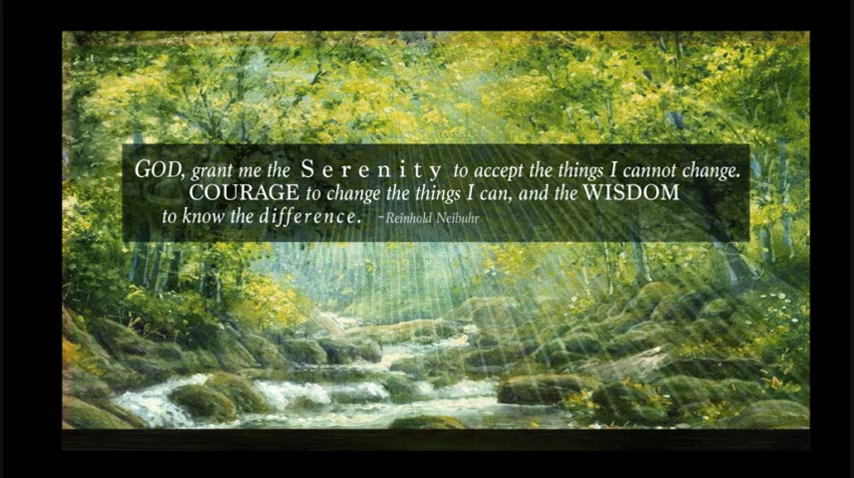 GOD, grant me the Serenity to accept the things I cannot change.
COURAGE to change the things I can, and the WISDOM
to know the difference. -Reinhold Neibuhr